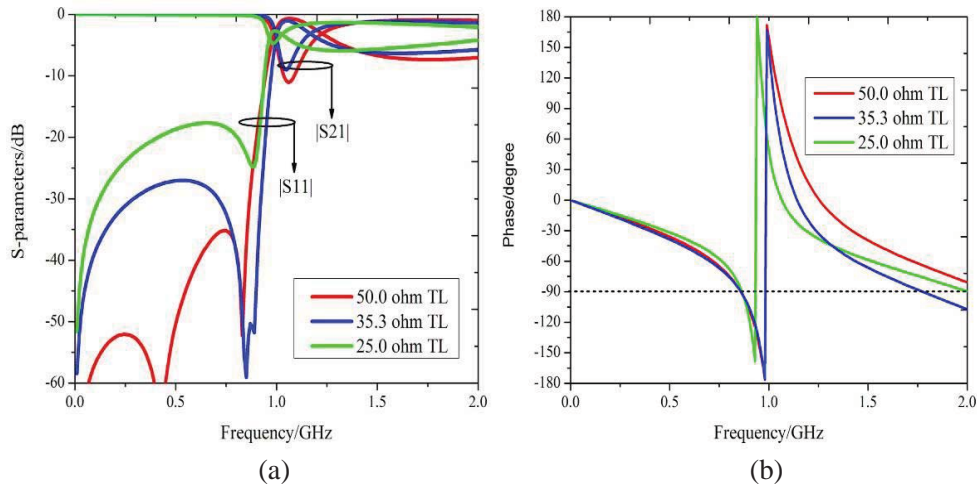 0
-10
-20
-30
-40
-50
-60
S-parameters/dB
|S21|
|S11|
50.0 ohm TL
35.3 ohm TL
25.0 ohm TL
0.0 0.5 1.0 1.5 2.0
Frequency/GHz
(a)
180
150
120
90
60
30
0
-30
-60
-90
-120
-150
-180
Phase/degree
50.0 ohm TL
35.3 ohm TL
25.0 ohm TL
0.0 0.5 1.0 1.5 2.0
Frequency/GHz
(b)